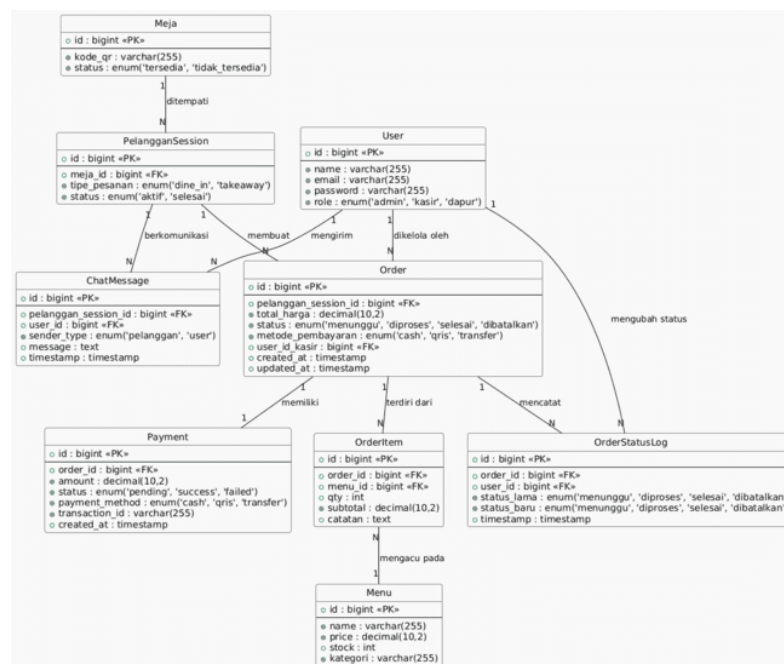 Meja
id : bigint «PK»
kode_qr : varchar(255)
status : enum('tersedia', 'tidak_tersedia')
1
ditempati
N
PelangganSession
id : bigint «PK»
meja_id : bigint «FK»
tipe_pesanan : enum('dine_in', 'takeaway')
status : enum('aktif', 'selesai')
User
id : bigint «PK»
name : varchar(255)
email : varchar(255)
password : varchar(255)
role : enum('admin', 'kasir', 'dapur')
1
berkomunikasi
N
1
membuat
N
1
mengirim
N
1
dikelola oleh
N
1
mengubah status
N
ChatMessage
id : bigint «PK»
pelanggan_session_id : bigint «FK»
user_id : bigint «FK»
sender_type : enum('pelanggan', 'user')
message : text
timestamp : timestamp
Order
id : bigint «PK»
pelanggan_session_id : bigint «FK»
total_harga : decimal(10,2)
status : enum('menunggu', 'diproses', 'selesai', 'dibatalkan')
metode_pembayaran : enum('cash', 'qris', 'transfer')
user_id_kasir : bigint «FK»
created_at : timestamp
updated_at : timestamp
1
memiliki
1
1
terdiri dari
N
1
mencatat
N
Payment
id : bigint «PK»
order_id : bigint «FK»
amount : decimal(10,2)
status : enum('pending', 'success', 'failed')
payment_method : enum('cash', 'qris', 'transfer')
transaction_id : varchar(255)
created_at : timestamp
OrderItem
id : bigint «PK»
order_id : bigint «FK»
menu_id : bigint «FK»
qty : int
subtotal : decimal(10,2)
catatan : text
OrderStatusLog
id : bigint «PK»
order_id : bigint «FK»
user_id : bigint «FK»
status_lama : enum('menunggu', 'diproses', 'selesai', 'dibatalkan
status_baru : enum('menunggu', 'diproses', 'selesai', 'dibatalkan
timestamp : timestamp
N
mengacu pada
1
Menu
id : bigint «PK»
name : varchar(255)
price : decimal(10,2)
stock : int
kategori : varchar(255)